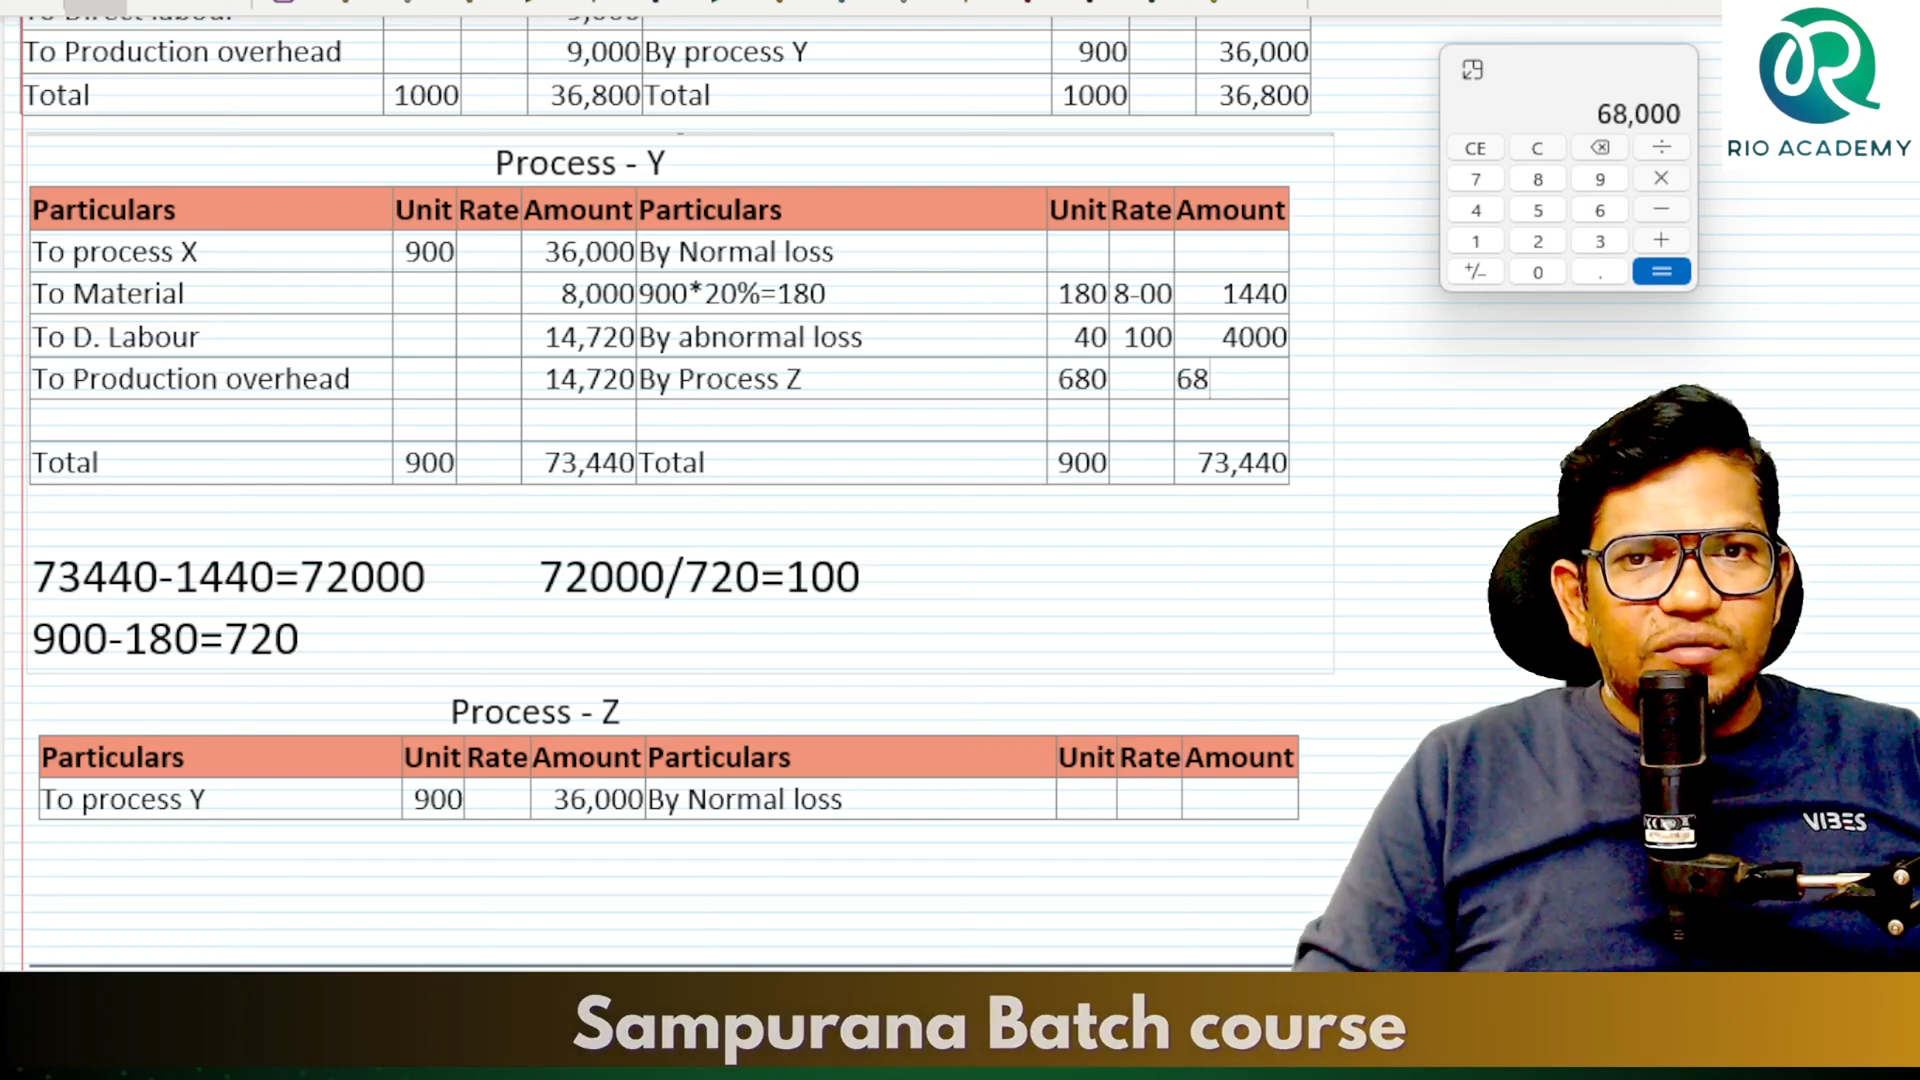 To Direct labour
To Production overhead 9,000 By process Y 900 36,000
Total 1000 36,800 Total 1000 36,800
Process - Y
Particulars Unit Rate Amount Particulars Unit Rate Amount
To process X 900 36,000 By Normal loss
To Material 8,000 900*20%=180 180 8-00 1440
To D. Labour 14,720 By abnormal loss 40 100 4000
To Production overhead 14,720 By Process Z 680 68
Total 900 73,440 Total 900 73,440
73440-1440=72000 72000/720=100
900-180=720
Process - Z
Particulars Unit Rate Amount Particulars Unit Rate Amount
To process Y 900 36,000 By Normal loss
68,000
CE C ÷
7 8 9 ×
4 5 6 −
1 2 3 +
+/− 0 . =
RIO ACADEMY
VIBES
Sampurana Batch course